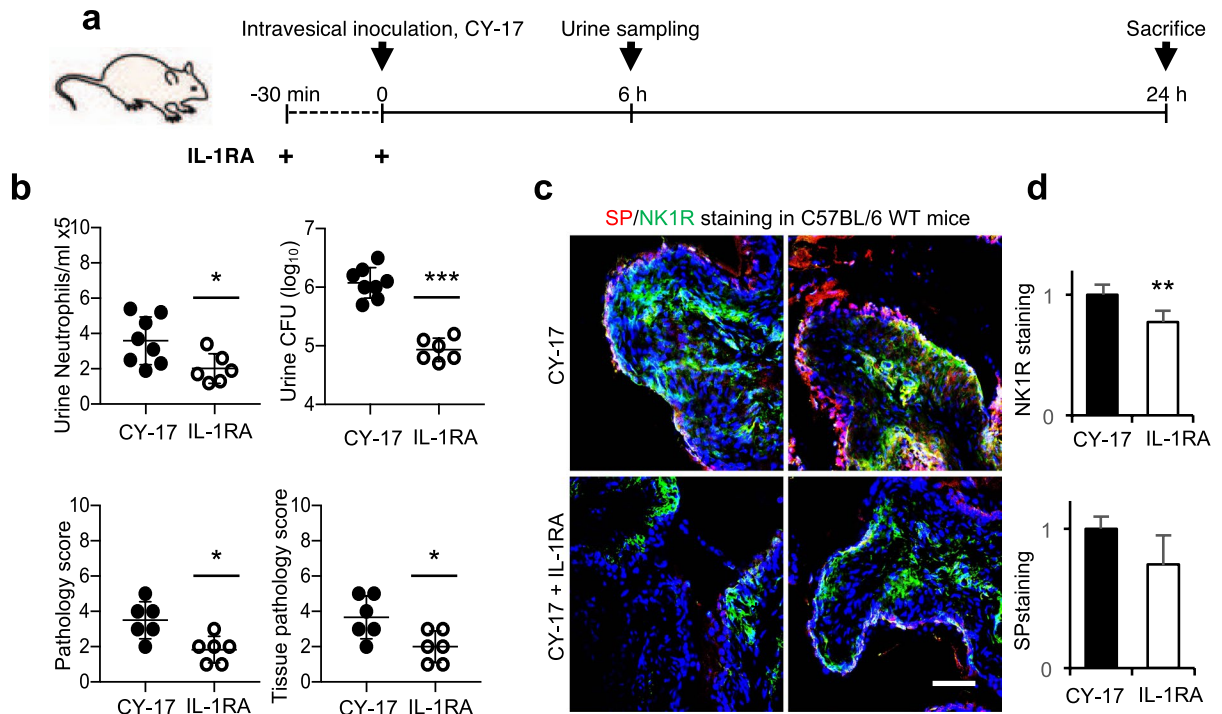 a
Intravesical inoculation, CY-17
Urine sampling
Sacrifice
-30 min
0
6 h
24 h
IL-1RA
+
+
b
Urine Neutrophils/ml x5
10
8
6
4
2
0
*
CY-17
IL-1RA
Urine CFU (log₁₀)
10⁶
6
5
4
***
CY-17
IL-1RA
Pathology score
10
8
6
4
2
0
*
CY-17
IL-1RA
Tissue pathology score
10
8
6
4
2
0
*
CY-17
IL-1RA
c
SP/NK1R staining in C57BL/6 WT mice
CY-17
CY-17 + IL-1RA
d
NK1R staining
1
0
**
CY-17
IL-1RA
SPstaining
1
0
CY-17
IL-1RA